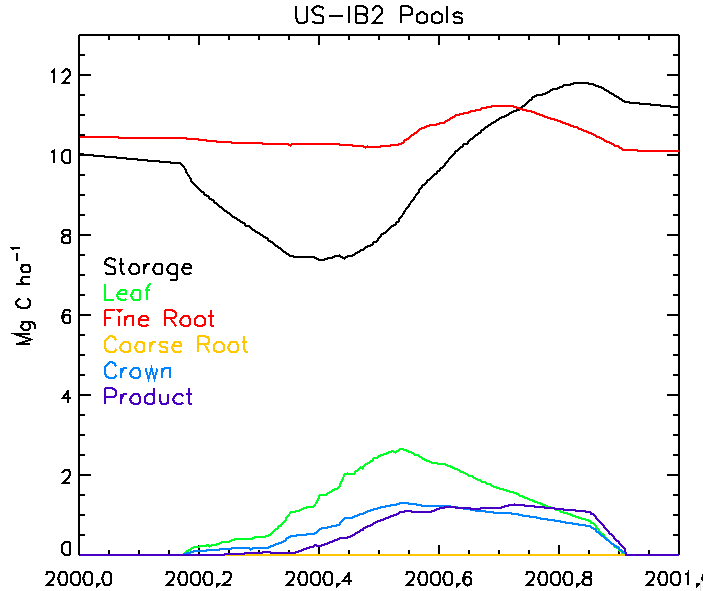 US-IB2 Pools
12
10
8
6
4
2
0
Mg C ha⁻¹
Storage
Leaf
Fine Root
Coarse Root
Crown
Product
2000.0 2000.2 2000.4 2000.6 2000.8 2001.